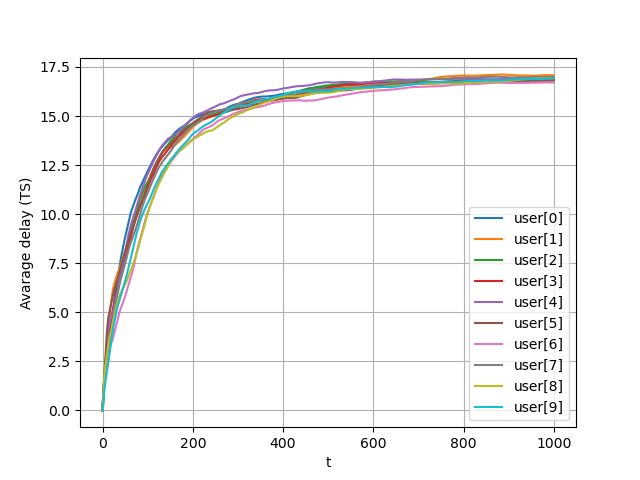 17.5
15.0
12.5
10.0
7.5
5.0
2.5
0.0
Avarage delay (TS)
user[0]
user[1]
user[2]
user[3]
user[4]
user[5]
user[6]
user[7]
user[8]
user[9]
0 200 400 600 800 1000
t